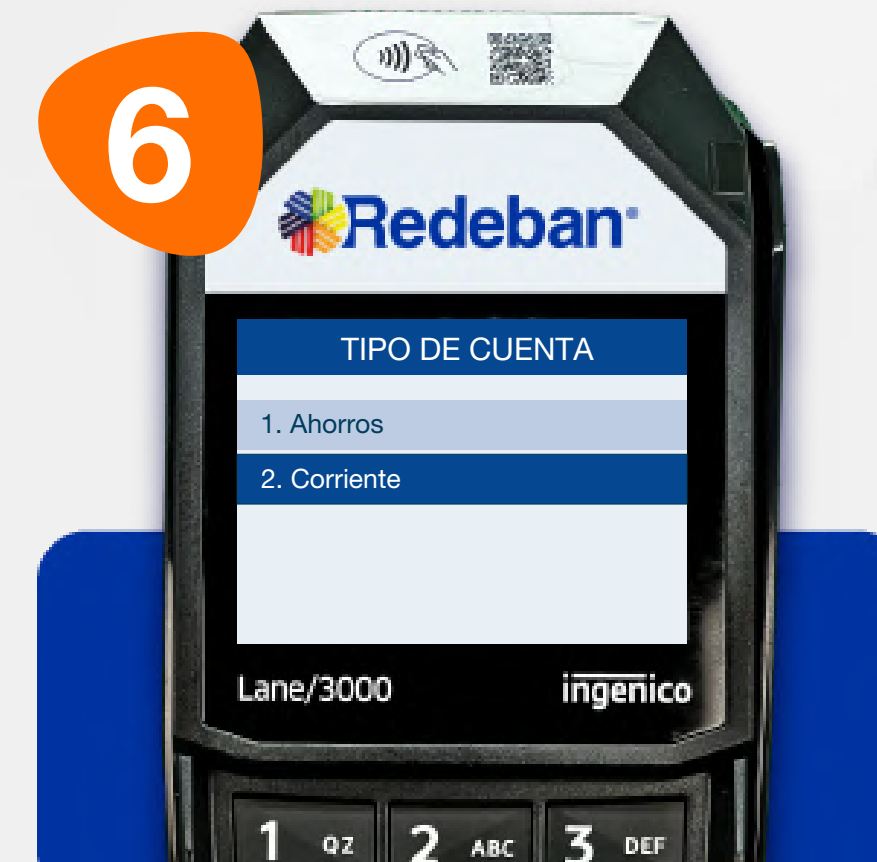 6
Redeban®
TIPO DE CUENTA
1. Ahorros
2. Corriente
Lane/3000
ingenico
1 QZ 2 ABC 3 DEF